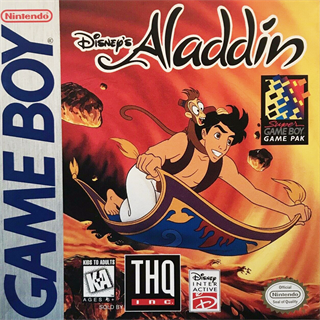 Nintendo
GAME BOY
Disney's
Aladdin
Super
GAME BOY
GAME PAK
KIDS TO ADULTS
K-A
AGES 6+
SOLD BY
THQ
INC.
DISNEY
INTER
ACTIVE
Official
Nintendo
Seal of Quality